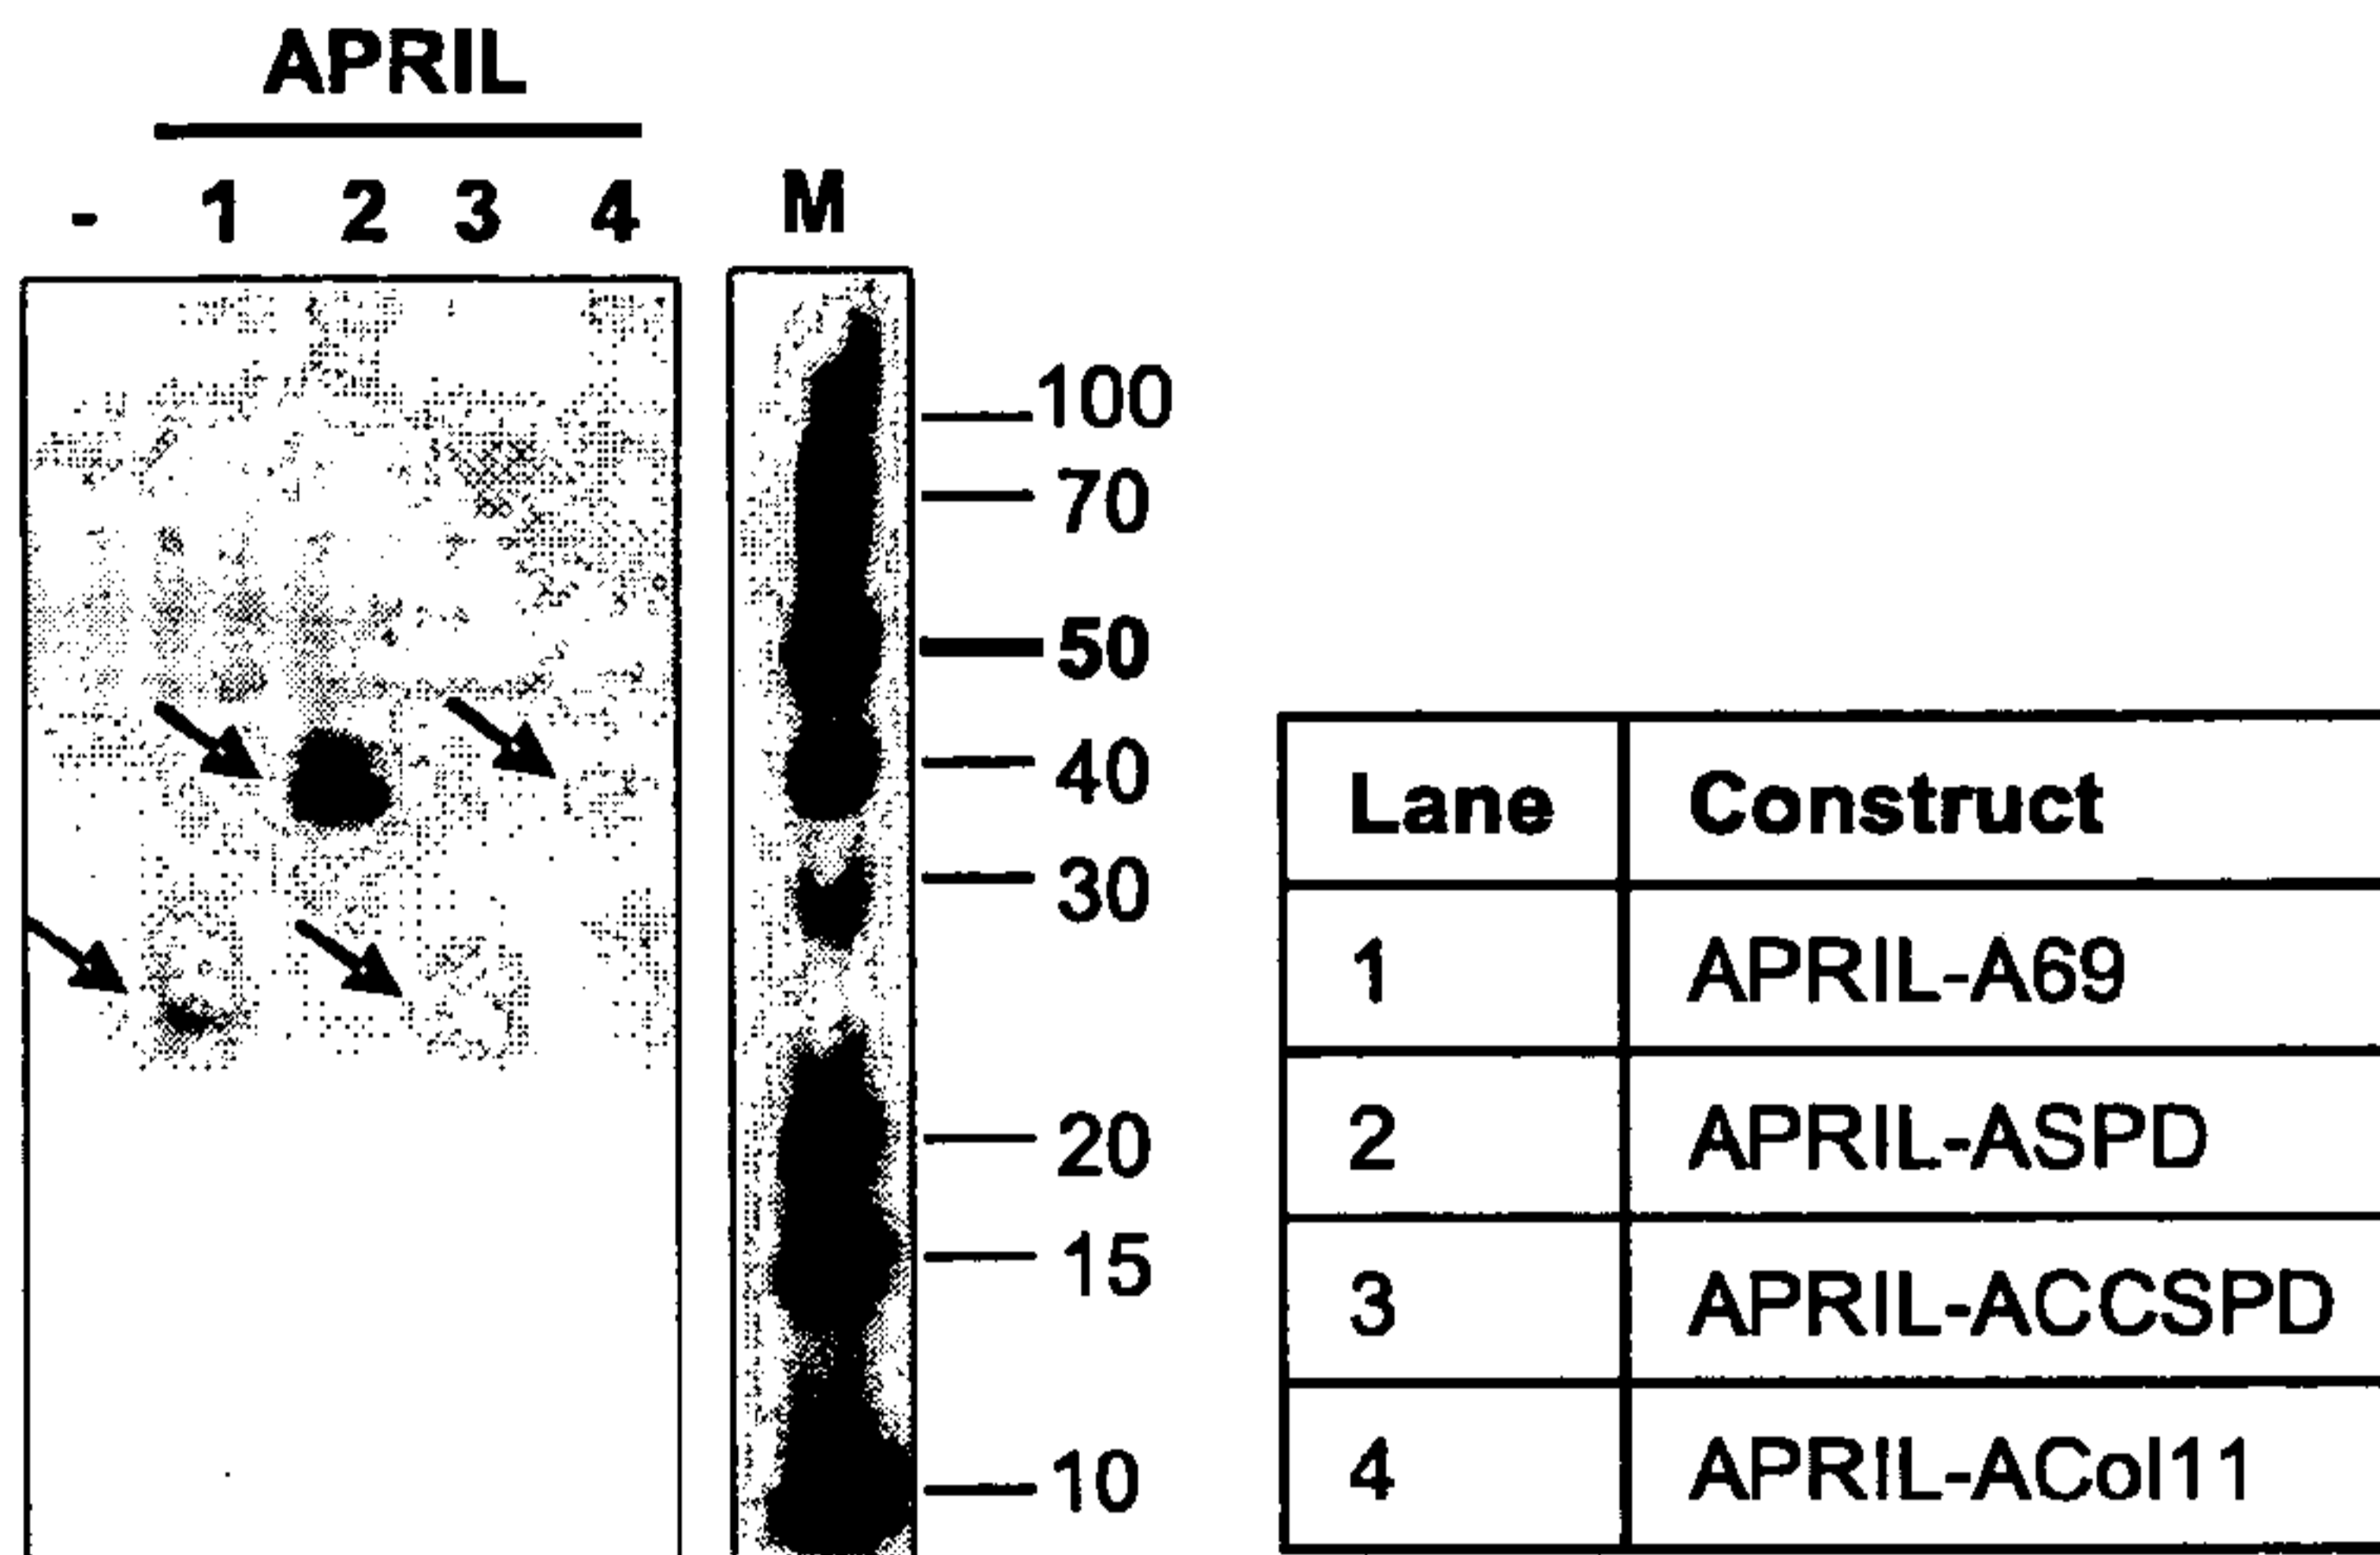 APRIL
- 1 2 3 4 M
100
70
50
40
30
20
15
10
Lane Construct
1 APRIL-A69
2 APRIL-ASPD
3 APRIL-ACCSPD
4 APRIL-ACol11